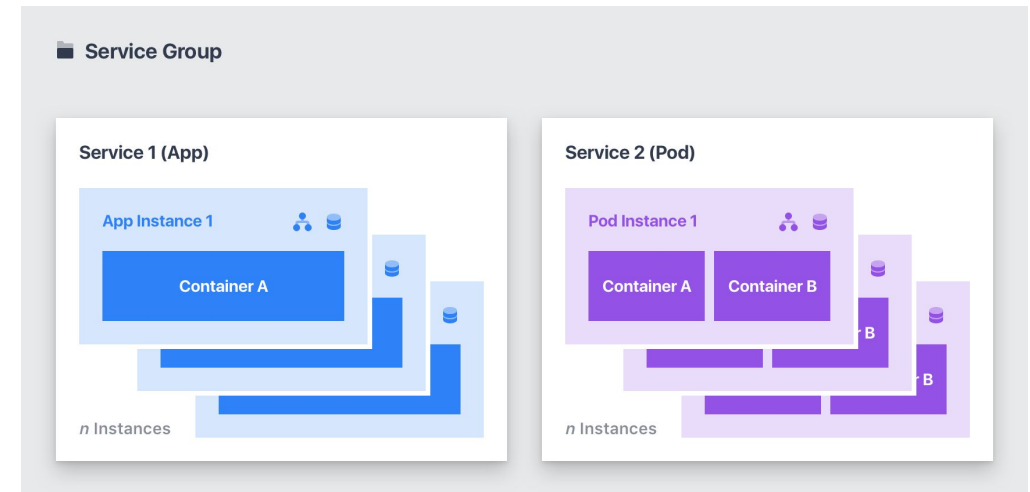 Service Group
Service 1 (App)
App Instance 1
Container A
n Instances
Service 2 (Pod)
Pod Instance 1
Container A
Container B
B
B
n Instances